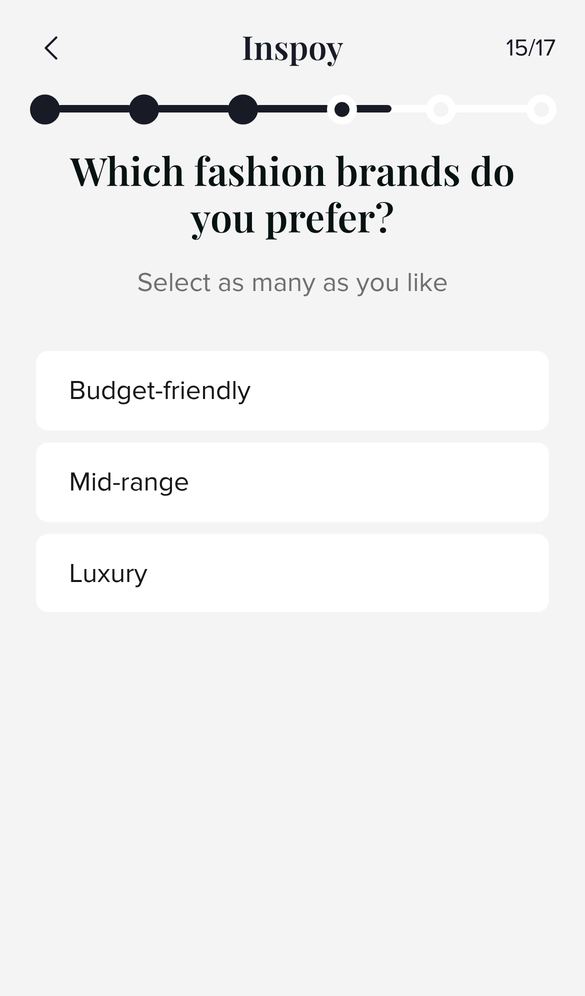 Inspoy
15/17
Which fashion brands do
you prefer?
Select as many as you like
Budget-friendly
Mid-range
Luxury